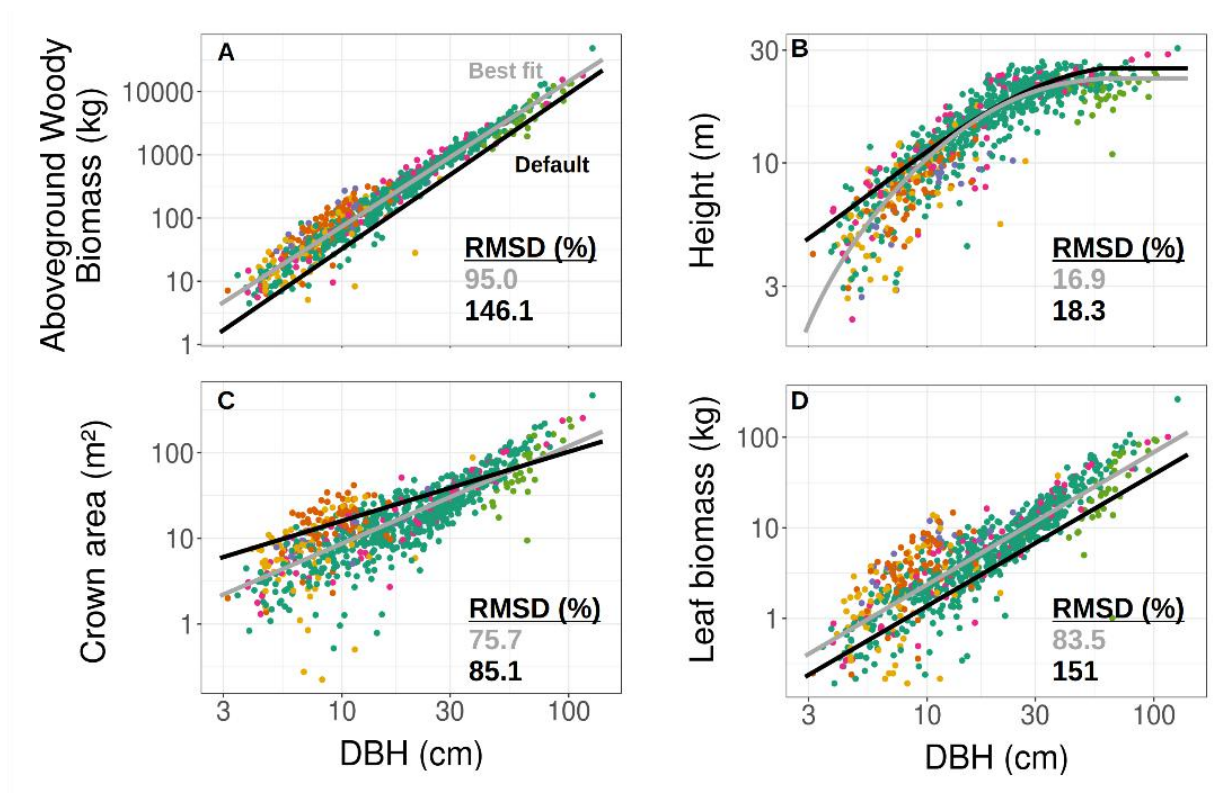 A
Best fit
Default
RMSD (%)
95.0
146.1
Aboveground Woody
Biomass (kg)
10000
1000
100
10
1
B
RMSD (%)
16.9
18.3
Height (m)
30
10
3
C
RMSD (%)
75.7
85.1
Crown area (m²)
100
10
1
3 10 30 100
DBH (cm)
D
RMSD (%)
83.5
151
Leaf biomass (kg)
100
10
1
3 10 30 100
DBH (cm)